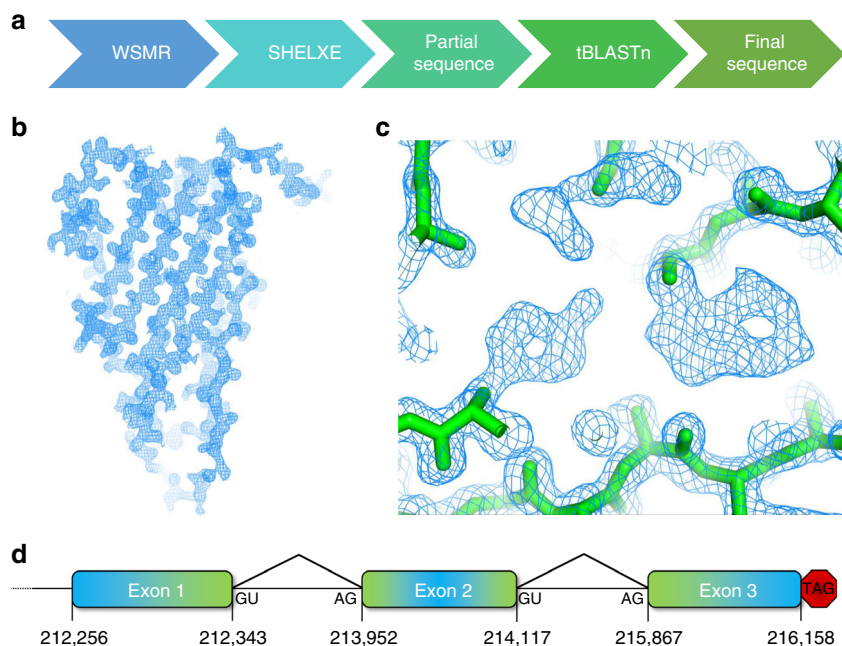 a
WSMR
SHELXE
Partial
sequence
tBLASTn
Final
sequence
b
c
d
Exon 1
Exon 2
Exon 3
TAG
GU
AG
GU
AG
212,256
212,343
213,952
214,117
215,867
216,158